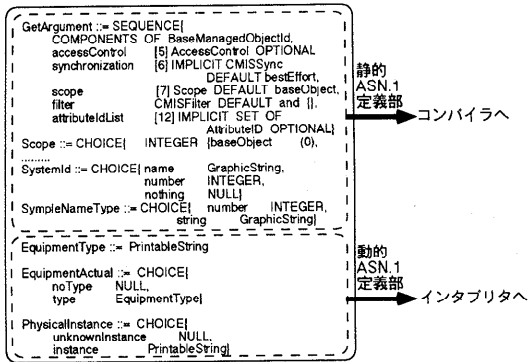 GetArgument ::= SEQUENCE{
COMPONENTS OF BaseManagedObjectId,
accessControl [5] AccessControl OPTIONAL
synchronization [6] IMPLICIT CMISSync
DEFAULT bestEffort,
scope [7] Scope DEFAULT baseObject,
filter CMISFilter DEFAULT and {},
attributeIdList [12] IMPLICIT SET OF
AttributeID OPTIONAL}
Scope ::= CHOICE{ INTEGER {baseObject (0),
.........
SystemId ::= CHOICE{ name GraphicString,
number INTEGER,
nothing NULL}
SympleNameType ::= CHOICE{ number INTEGER,
string GraphicString}
静的
ASN.1
定義部
コンパイラへ
EquipmentType ::= PrintableString
EquipmentActual ::= CHOICE{
noType NULL,
type EquipmentType}
PhysicalInstance ::= CHOICE{
unknownInstance NULL,
instance PrintableString}
動的
ASN.1
定義部
インタプリタへ